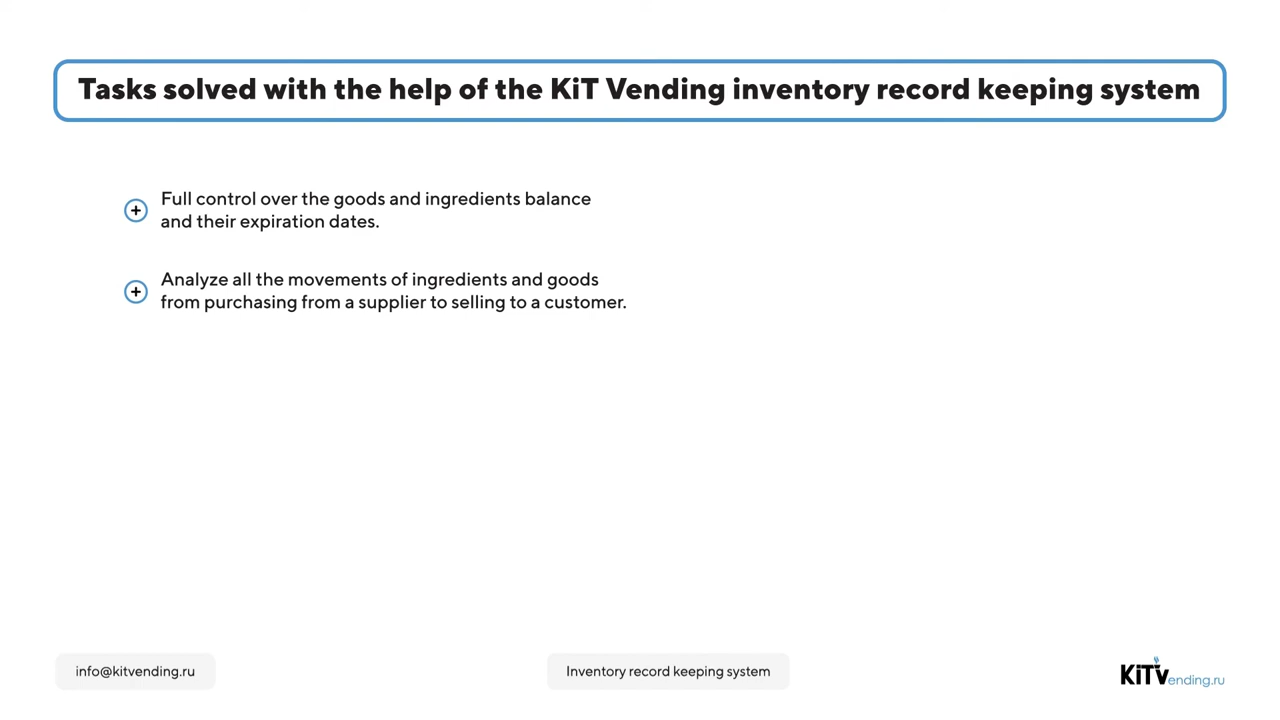 Tasks solved with the help of the KiT Vending inventory record keeping system
Full control over the goods and ingredients balance
and their expiration dates.
Analyze all the movements of ingredients and goods
from purchasing from a supplier to selling to a customer.
info@kitvending.ru
Inventory record keeping system
KiTVending.ru